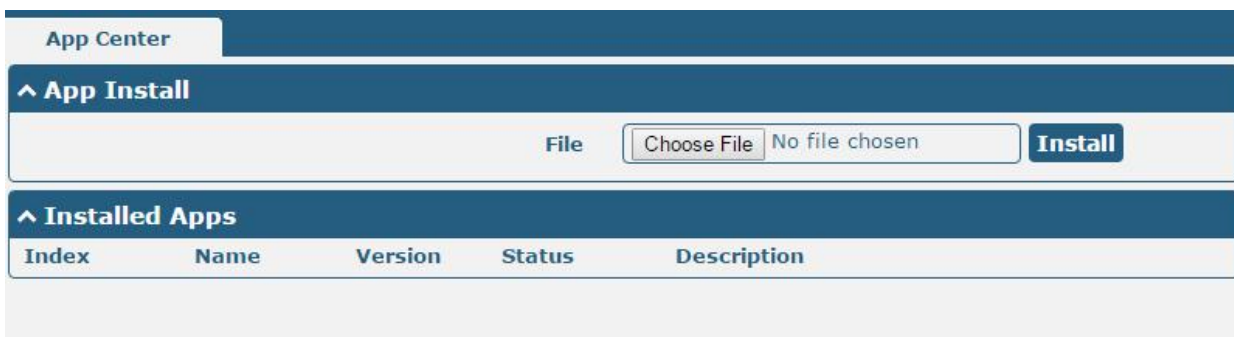 App Center
App Install
File Choose File No file chosen Install
Installed Apps
Index Name Version Status Description